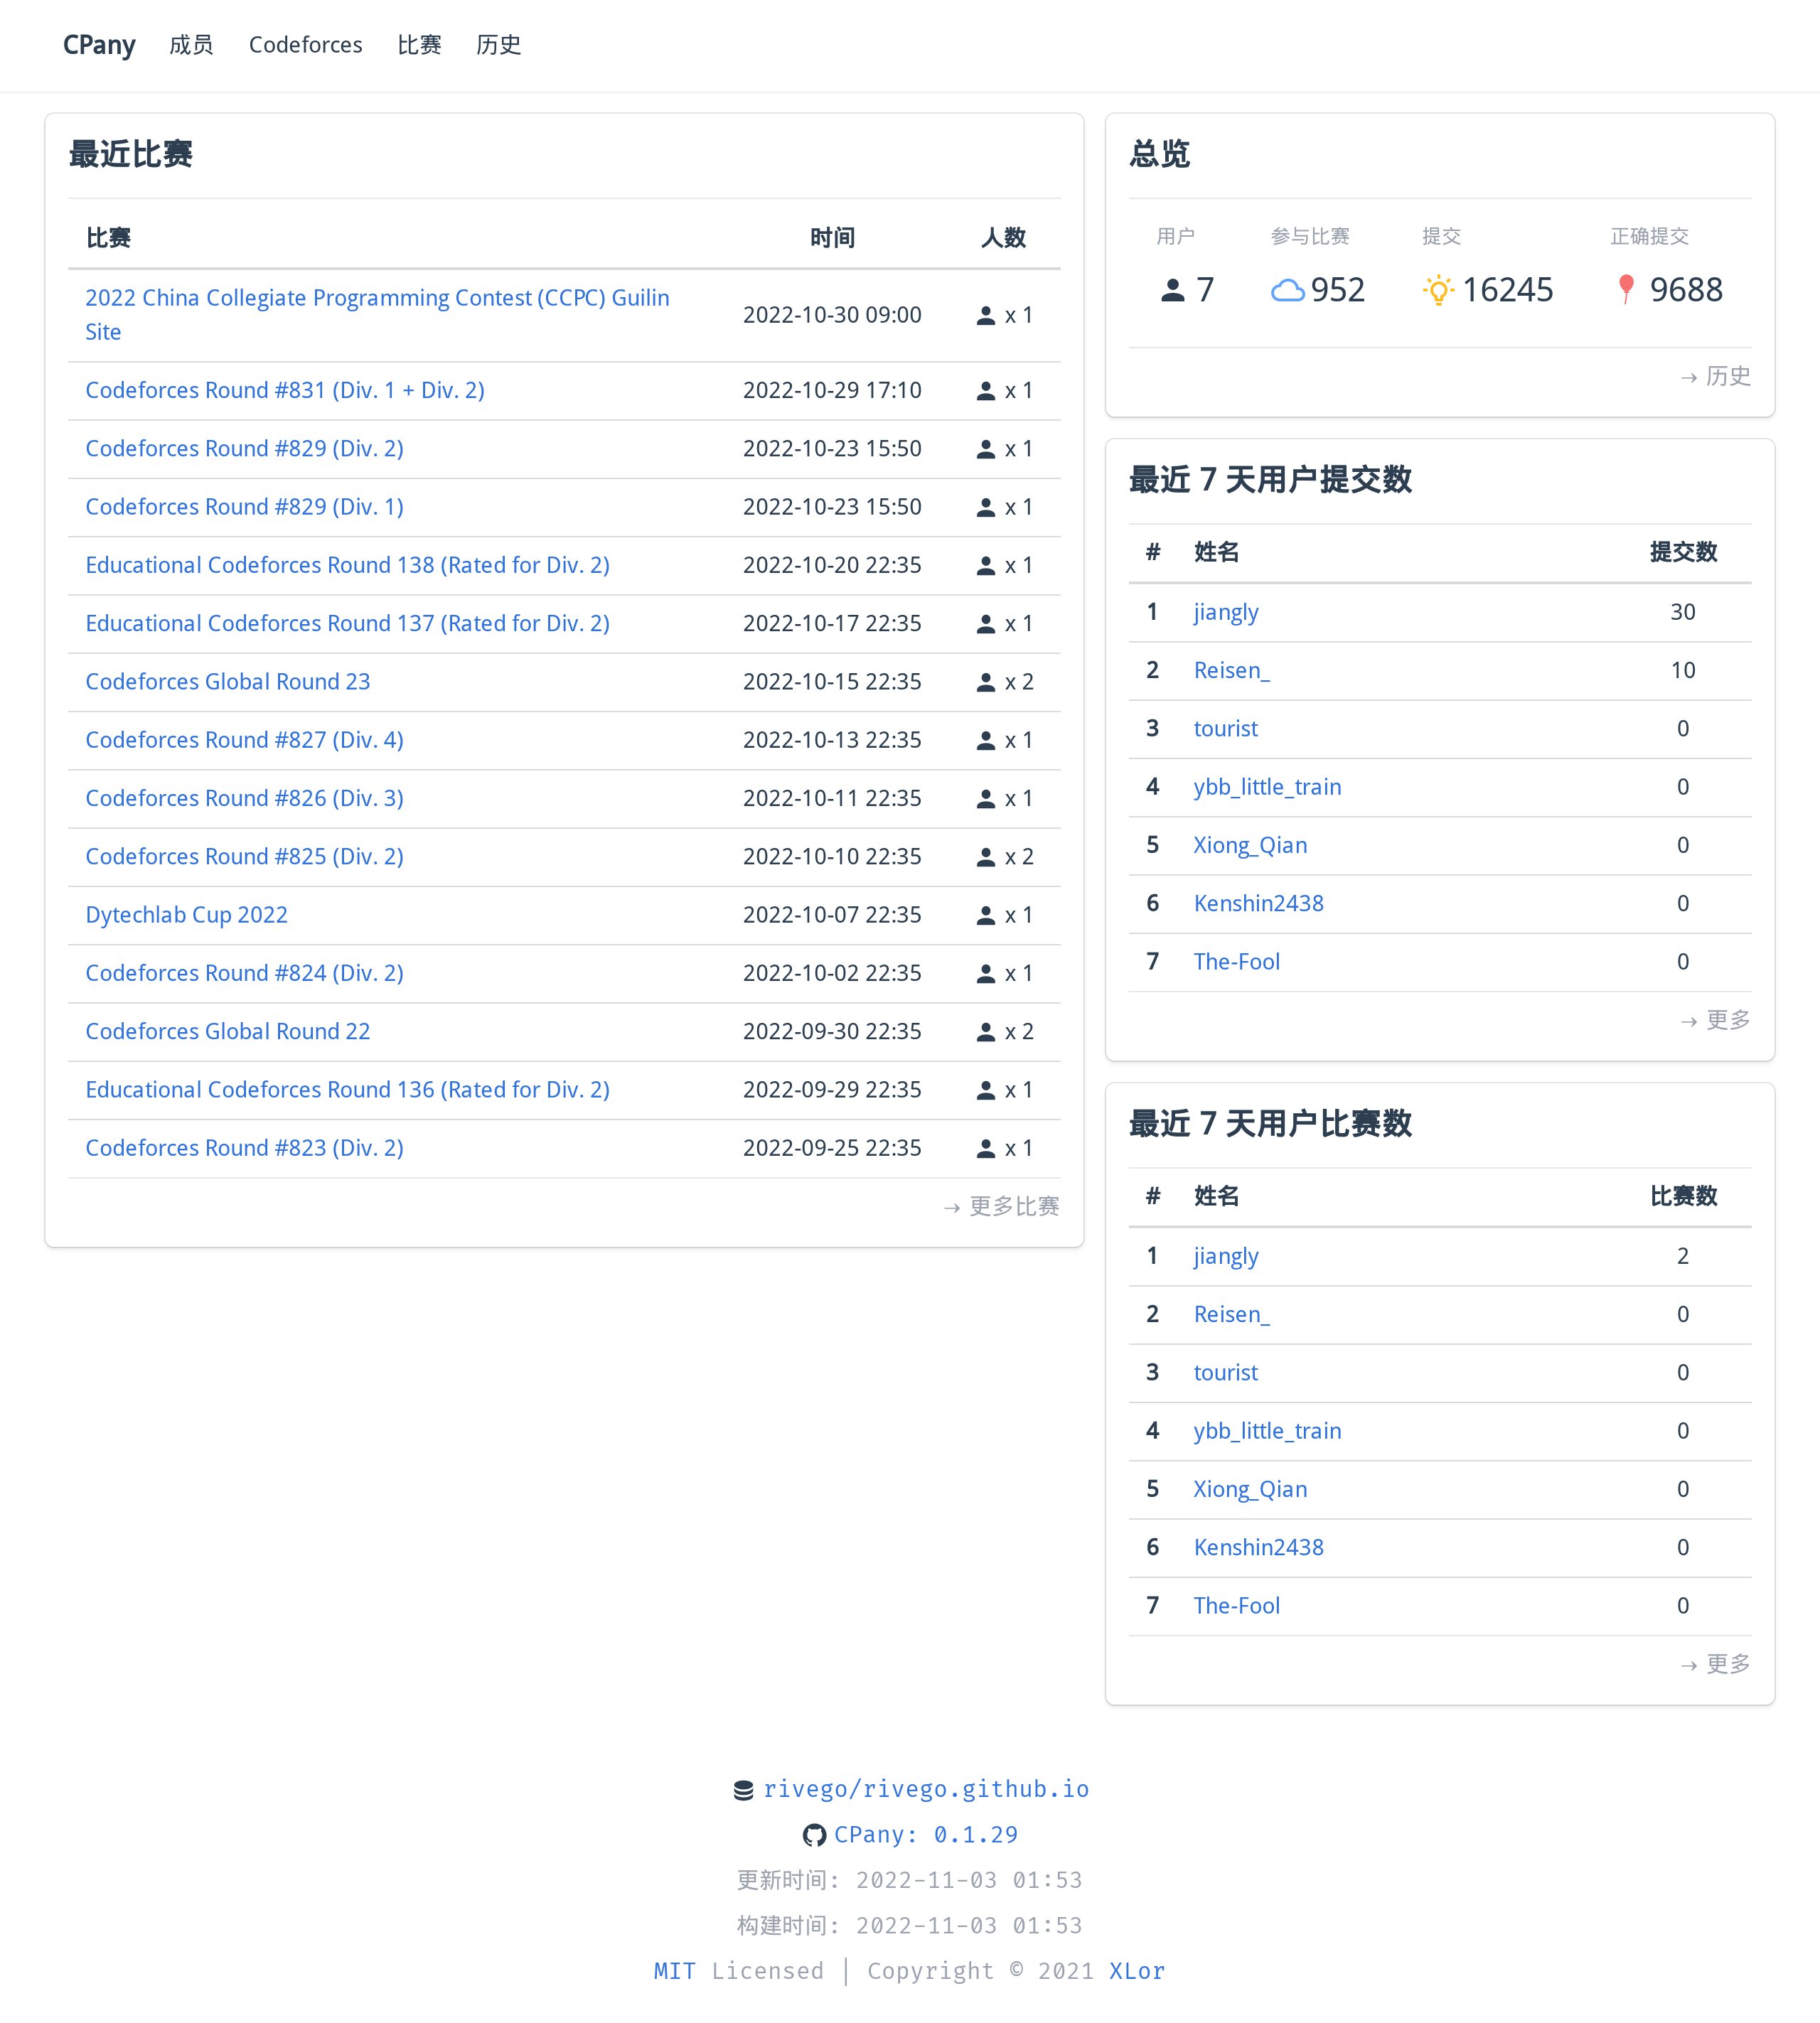 CPany 成员 Codeforces 比赛 历史
最近比赛
比赛 时间 人数
2022 China Collegiate Programming Contest (CCPC) Guilin
Site 2022-10-30 09:00 x 1
Codeforces Round #831 (Div. 1 + Div. 2) 2022-10-29 17:10 x 1
Codeforces Round #829 (Div. 2) 2022-10-23 15:50 x 1
Codeforces Round #829 (Div. 1) 2022-10-23 15:50 x 1
Educational Codeforces Round 138 (Rated for Div. 2) 2022-10-20 22:35 x 1
Educational Codeforces Round 137 (Rated for Div. 2) 2022-10-17 22:35 x 1
Codeforces Global Round 23 2022-10-15 22:35 x 2
Codeforces Round #827 (Div. 4) 2022-10-13 22:35 x 1
Codeforces Round #826 (Div. 3) 2022-10-11 22:35 x 1
Codeforces Round #825 (Div. 2) 2022-10-10 22:35 x 2
Dytechlab Cup 2022 2022-10-07 22:35 x 1
Codeforces Round #824 (Div. 2) 2022-10-02 22:35 x 1
Codeforces Global Round 22 2022-09-30 22:35 x 2
Educational Codeforces Round 136 (Rated for Div. 2) 2022-09-29 22:35 x 1
Codeforces Round #823 (Div. 2) 2022-09-25 22:35 x 1
→ 更多比赛
总览
用户 参与比赛 提交 正确提交
7 952 16245 9688
→ 历史
最近 7 天用户提交数
# 姓名 提交数
1 jiangly 30
2 Reisen_ 10
3 tourist 0
4 ybb_little_train 0
5 Xiong_Qian 0
6 Kenshin2438 0
7 The-Fool 0
→ 更多
最近 7 天用户比赛数
# 姓名 比赛数
1 jiangly 2
2 Reisen_ 0
3 tourist 0
4 ybb_little_train 0
5 Xiong_Qian 0
6 Kenshin2438 0
7 The-Fool 0
→ 更多
rivego/rivego.github.io
CPany: 0.1.29
更新时间: 2022-11-03 01:53
构建时间: 2022-11-03 01:53
MIT Licensed | Copyright © 2021 XLor